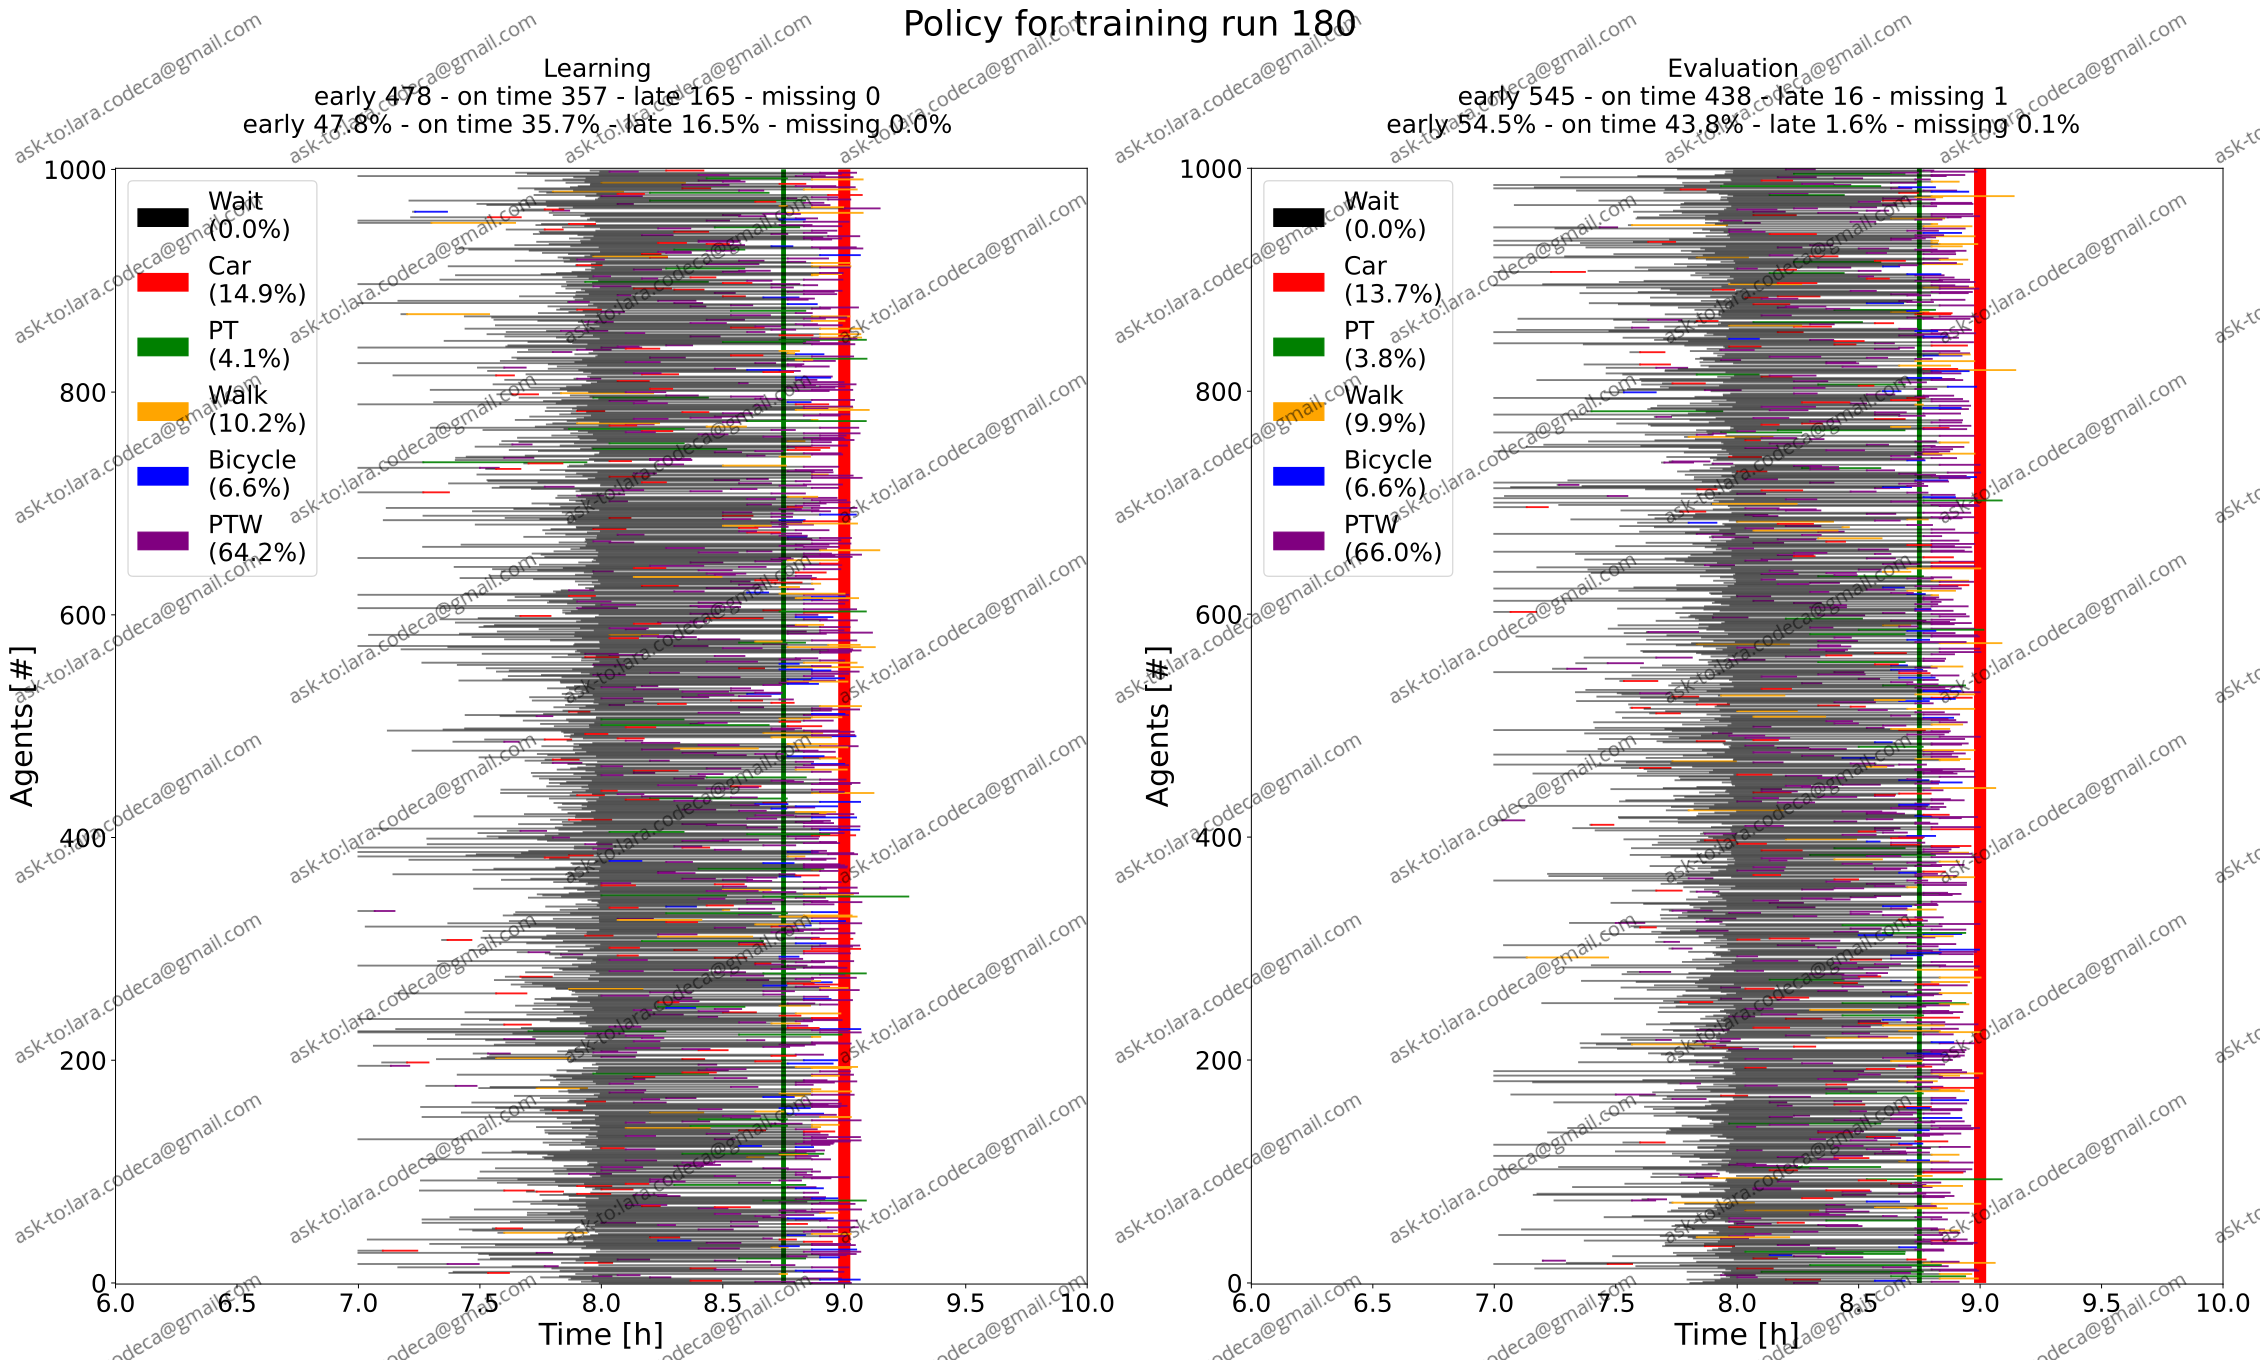 Policy for training run 180
Learning
early 478 - on time 357 - late 165 - missing 0
early 47.8% - on time 35.7% - late 16.5% - missing 0.0%
Evaluation
early 545 - on time 438 - late 16 - missing 1
early 54.5% - on time 43.8% - late 1.6% - missing 0.1%
Wait
(0.0%)
Car
(14.9%)
PT
(4.1%)
Walk
(10.2%)
Bicycle
(6.6%)
PTW
(64.2%)
1000
800
600
400
200
0
Agents [#]
6.0 6.5 7.0 7.5 8.0 8.5 9.0 9.5 10.0
Time [h]
Wait
(0.0%)
Car
(13.7%)
PT
(3.8%)
Walk
(9.9%)
Bicycle
(6.6%)
PTW
(66.0%)
1000
800
600
400
200
0
Agents [#]
6.0 6.5 7.0 7.5 8.0 8.5 9.0 9.5 10.0
Time [h]
ask-to:lara.codeca@gmail.com